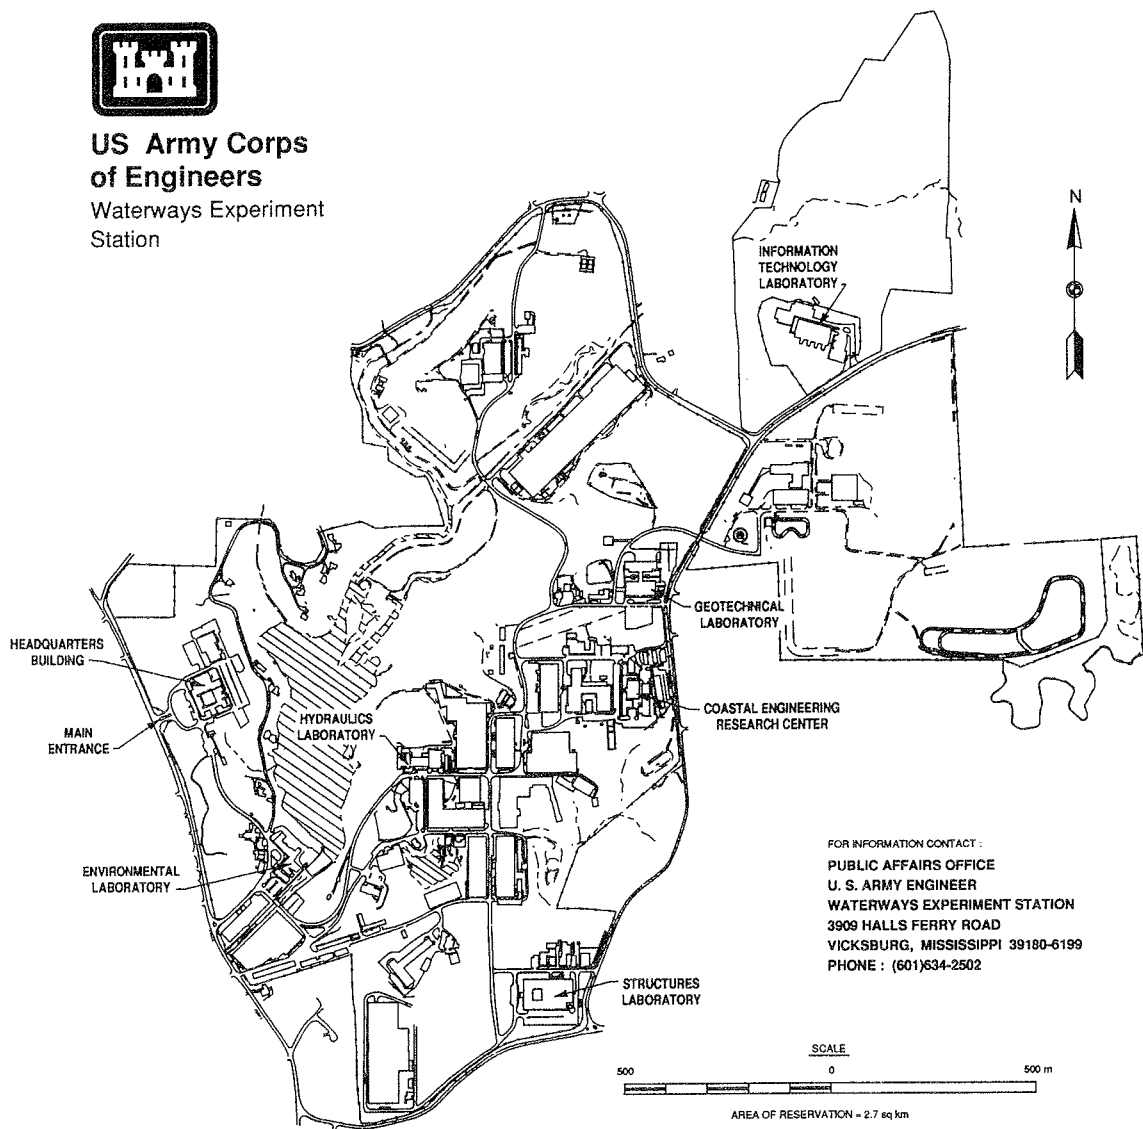 US Army Corps
of Engineers
Waterways Experiment
Station
N
INFORMATION
TECHNOLOGY
LABORATORY
GEOTECHNICAL
LABORATORY
HEADQUARTERS
BUILDING
MAIN
ENTRANCE
HYDRAULICS
LABORATORY
COASTAL ENGINEERING
RESEARCH CENTER
ENVIRONMENTAL
LABORATORY
STRUCTURES
LABORATORY
FOR INFORMATION CONTACT :
PUBLIC AFFAIRS OFFICE
U. S. ARMY ENGINEER
WATERWAYS EXPERIMENT STATION
3909 HALLS FERRY ROAD
VICKSBURG, MISSISSIPPI 39180-6199
PHONE : (601)634-2502
SCALE
500 0 500 m
AREA OF RESERVATION = 2.7 sq km